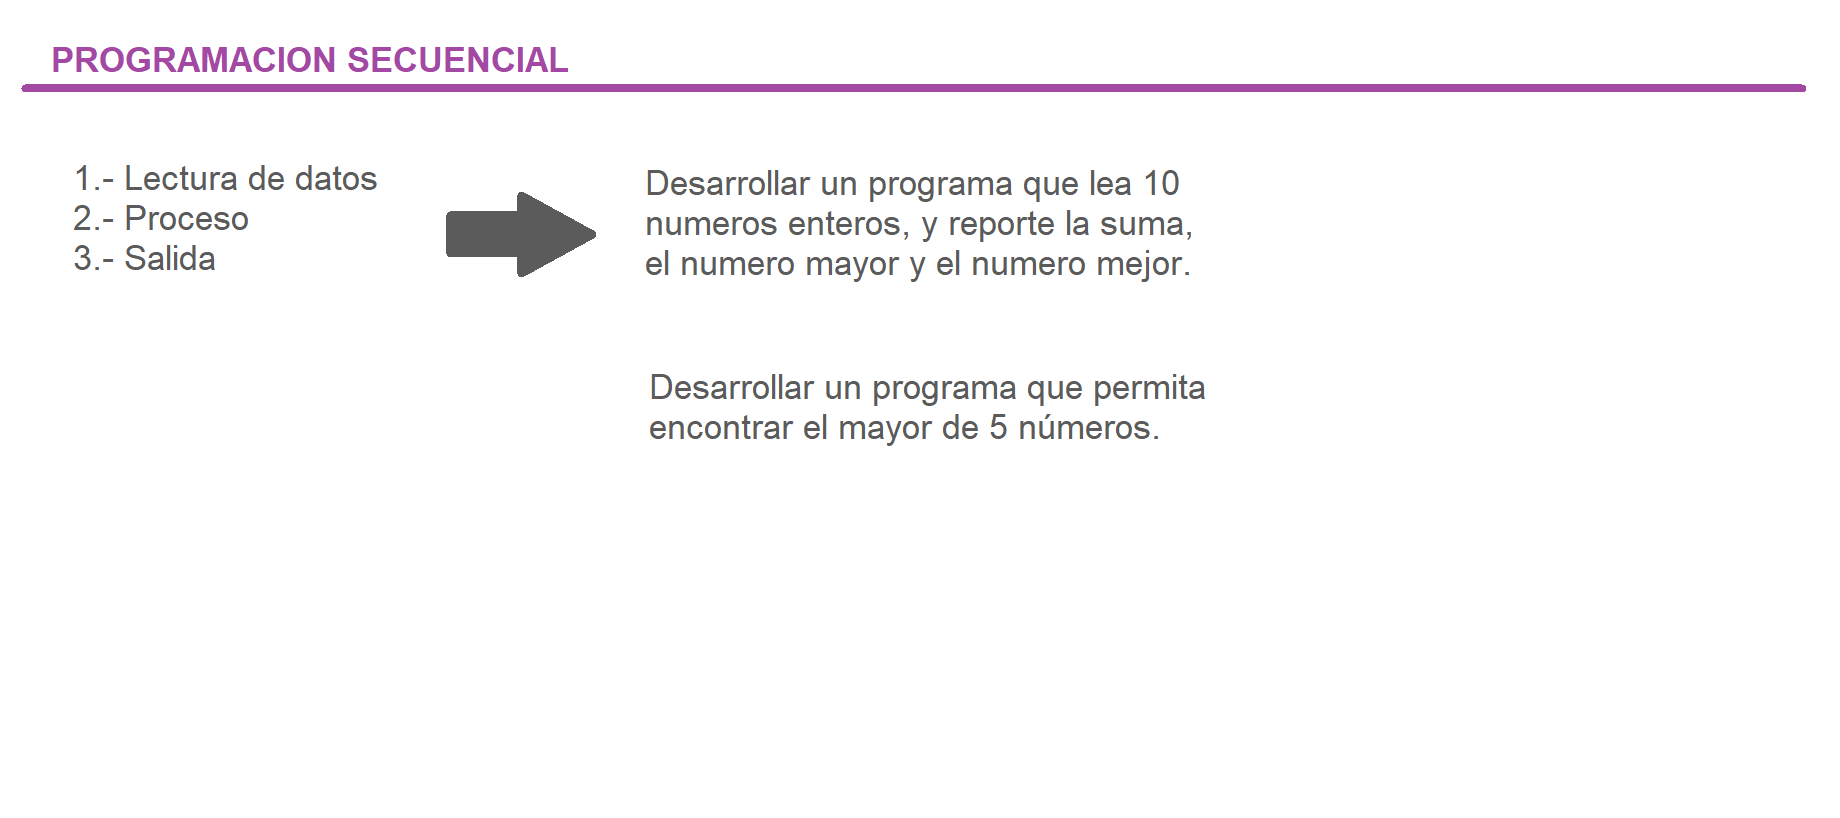 PROGRAMACION SECUENCIAL
1.- Lectura de datos
2.- Proceso
3.- Salida
Desarrollar un programa que lea 10
numeros enteros, y reporte la suma,
el numero mayor y el numero mejor.
Desarrollar un programa que permita
encontrar el mayor de 5 números.